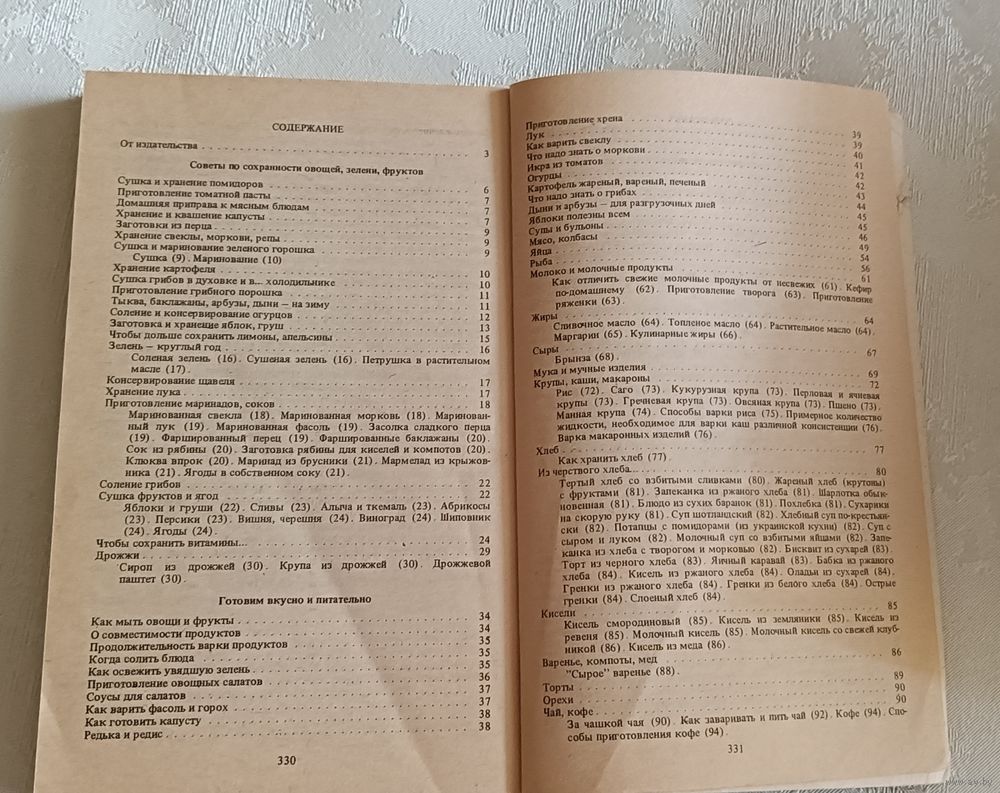 СОДЕРЖАНИЕ
От издательства 3
Советы по сохранности овощей, зелени, фруктов
Сушка и хранение помидоров 6
Приготовление томатной пасты 7
Домашняя приправа к мясным блюдам 7
Хранение и квашение капусты 7
Заготовки из перца 9
Хранение свеклы, моркови, репы 9
Сушка и маринование зеленого горошка 9
Сушка (9). Маринование (10)
Хранение картофеля 10
Сушка грибов в духовке и в... холодильнике 10
Приготовление грибного порошка 11
Тыква, баклажаны, арбузы, дыни — на зиму 11
Соление и консервирование огурцов 12
Заготовка и хранение яблок, груш 13
Чтобы дольше сохранить лимоны, апельсины 15
Зелень — круглый год 16
Соленая зелень (16). Сушеная зелень (16). Петрушка в растительном
масле (17).
Консервирование щавеля 17
Хранение лука 17
Приготовление маринадов, соков 18
Маринованная свекла (18). Маринованная морковь (18). Маринован-
ный лук (19). Маринованная фасоль (19). Засолка сладкого перца
(19). Фаршированный перец (19). Фаршированные баклажаны (20).
Сок из рябины (20). Заготовка рябины для киселей и компотов (20).
Клюква впрок (20). Маринад из брусники (21). Мармелад из крыжов-
ника (21). Ягоды в собственном соку (21).
Соление грибов 22
Сушка фруктов и ягод 22
Яблоки и груши (22). Сливы (23). Алыча и ткемаль (23). Абрикосы
(23). Персики (23). Вишня, черешня (24). Виноград (24). Шиповник
(24). Ягоды (24).
Чтобы сохранить витамины... 24
Дрожжи 29
Сироп из дрожжей (30). Крупа из дрожжей (30). Дрожжевой
паштет (30).
Готовим вкусно и питательно
Как мыть овощи и фрукты 34
О совместимости продуктов 34
Продолжительность варки продуктов 35
Когда солить блюда 35
Как освежить увядшую зелень 35
Приготовление овощных салатов 36
Соусы для салатов 37
Как варить фасоль и горох 37
Как готовить капусту 38
Редька и редис 38
330
Приготовление хрена 39
Лук 39
Как варить свеклу 40
Что надо знать о моркови 41
Икра из томатов 42
Огурцы 42
Картофель жареный, вареный, печеный 43
Что надо знать о грибах 44
Дыни и арбузы — для разгрузочных дней 45
Яблоки полезны всем 45
Супы и бульоны 46
Мясо, колбасы 49
Яйца 54
Рыба 56
Молоко и молочные продукты 61
Как отличить свежие молочные продукты от несвежих (61). Кефир
по-домашнему (62). Приготовление творога (63). Приготовление
ряженки (63).
Жиры 64
Сливочное масло (64). Топленое масло (64). Растительное масло (64).
Маргарин (65). Кулинарные жиры (66).
Сыры 67
Брынза (68).
Мука и мучные изделия 69
Крупы, каши, макароны 72
Рис (72). Саго (73). Кукурузная крупа (73). Перловая и ячневая
крупы (73). Гречневая крупа (73). Овсяная крупа (73). Пшено (73).
Манная крупа (74). Способы варки риса (75). Примерное количество
жидкости, необходимое для варки каш различной консистенции (76).
Варка макаронных изделий (76).
Хлеб 77
Как хранить хлеб (77).
Из черствого хлеба... 80
Тертый хлеб со взбитыми сливками (80). Жареный хлеб (крутоны)
с фруктами (81). Запеканка из ржаного хлеба (81). Шарлотка обык-
новенная (81). Блюдо из сухих баранок (81). Похлебка (81). Сухарики
на скорую руку (81). Суп шотландский (82). Хлебный суп по-крестьян-
ски (82). Потапцы с помидорами (из украинской кухни) (82). Суп с
сыром и луком (82). Молочный суп со взбитыми яйцами (82). Запе-
канка из хлеба с творогом и морковью (82). Бисквит из сухарей (83).
Торт из черного хлеба (83). Яичный каравай (83). Бабка из ржаного
хлеба (84). Кисель из ржаного хлеба (84). Оладьи из сухарей (84).
Гренки из ржаного хлеба (84). Гренки из белого хлеба (84). Острые
гренки (84). Слоеный хлеб (84).
Кисели 85
Кисель смородиновый (85). Кисель из земляники (85). Кисель из
ревеня (85). Молочный кисель (85). Молочный кисель со свежей клуб-
никой (86). Кисель из меда (86).
Варенье, компоты, мед 86
"Сырое" варенье (88).
Торты 89
Орехи 90
Чай, кофе 90
За чашкой чая (90). Как заваривать и пить чай (92). Кофе (94). Спо-
собы приготовления кофе (94).
331